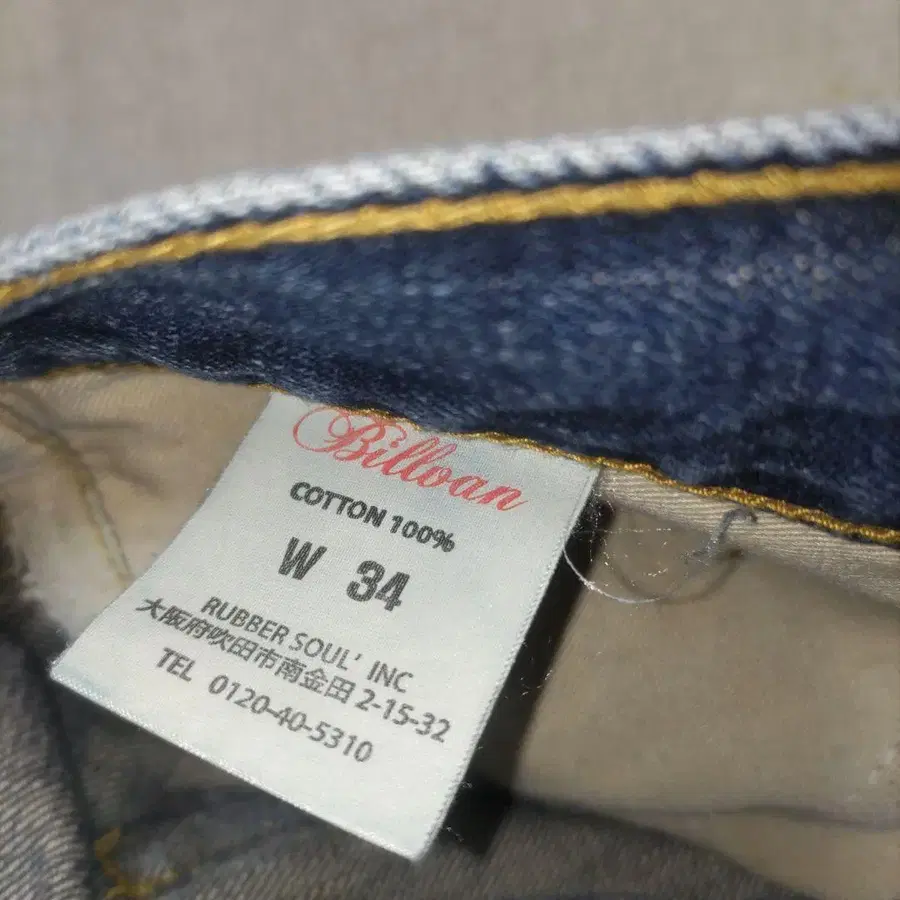 Billvan
COTTON 100%
W 34
RUBBER SOUL' INC
大阪府吹田市南金田 2-15-32
TEL 0120-40-5310